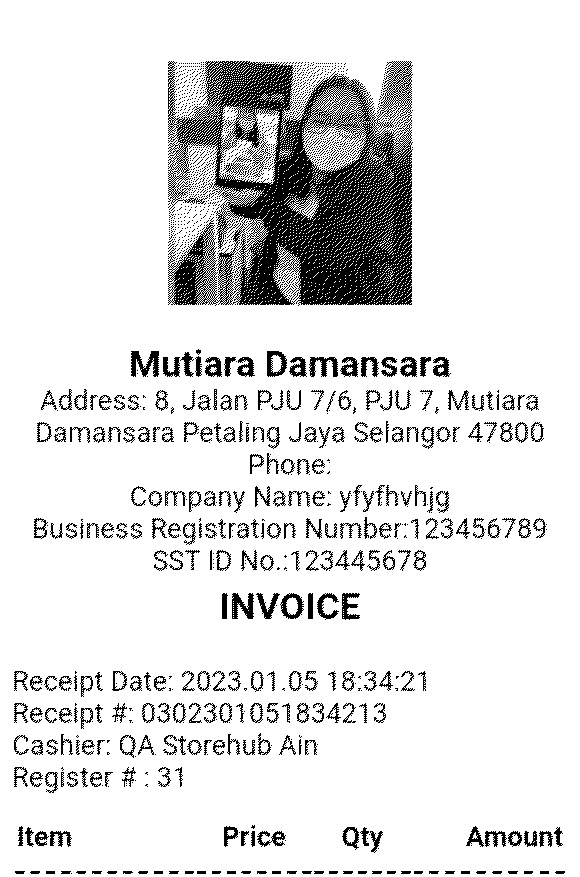 Mutiara Damansara
Address: 8, Jalan PJU 7/6, PJU 7, Mutiara
Damansara Petaling Jaya Selangor 47800
Phone:
Company Name: yfyfhvhjg
Business Registration Number:123456789
SST ID No.:123445678
INVOICE
Receipt Date: 2023.01.05 18:34:21
Receipt #: 0302301051834213
Cashier: QA Storehub Ain
Register # : 31
Item Price Qty Amount